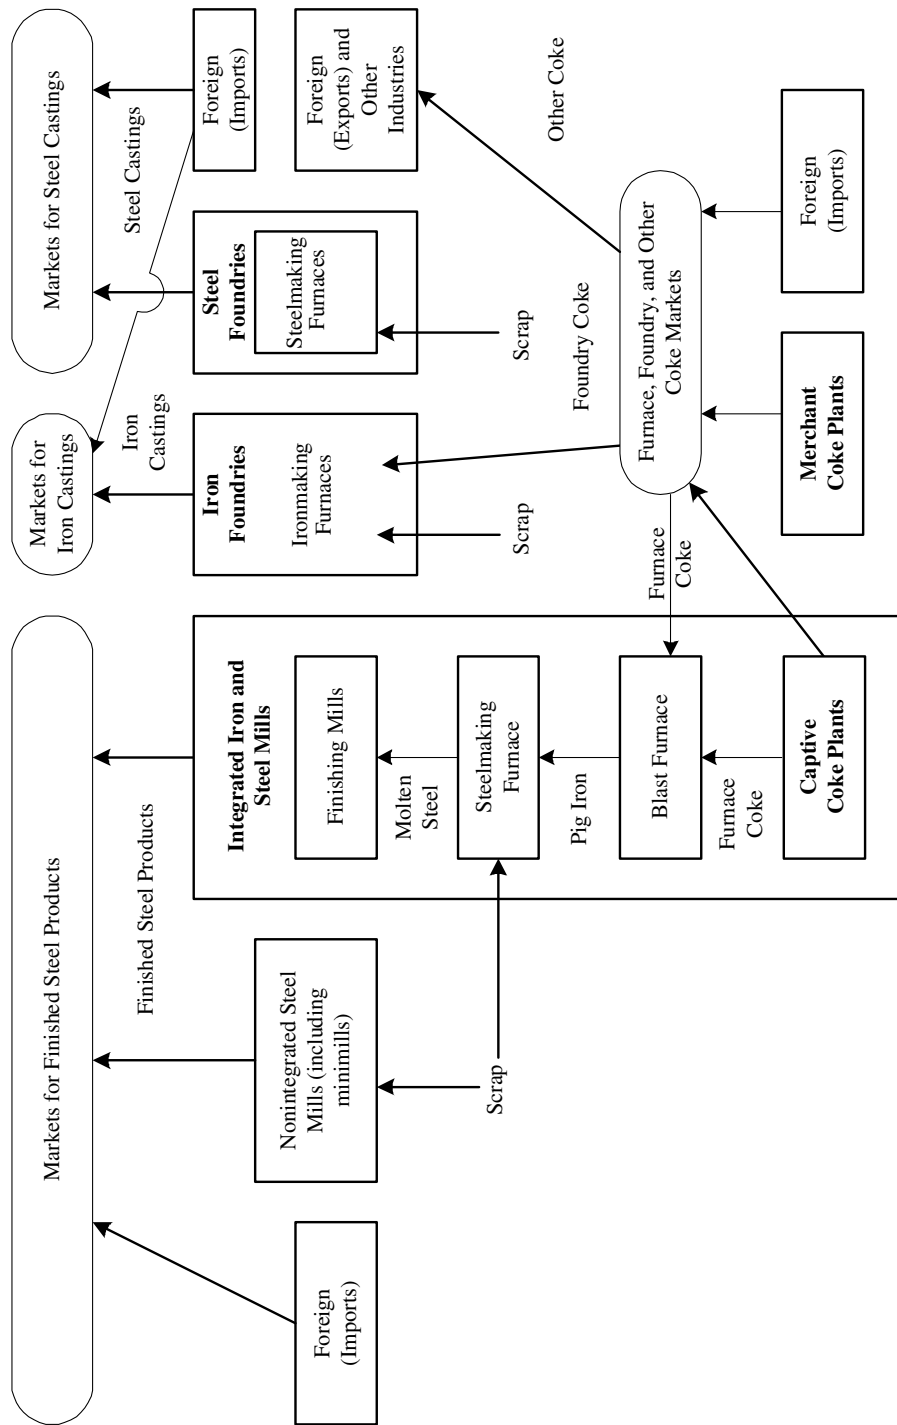 Markets for Finished Steel Products
Markets for
Iron Castings
Markets for Steel Castings
Finished Steel Products
Iron
Castings
Steel Castings
Foreign
(Imports)
Nonintegrated Steel
Mills (including
minimills)
Scrap
Integrated Iron and
Steel Mills
Finishing Mills
Molten
Steel
Steelmaking
Furnace
Pig Iron
Blast Furnace
Furnace
Coke
Captive
Coke Plants
Iron
Foundries
Ironmaking
Furnaces
Scrap
Steel
Foundries
Steelmaking
Furnaces
Scrap
Foreign
(Imports)
Foreign
(Exports) and
Other
Industries
Furnace
Coke
Foundry Coke
Other Coke
Furnace, Foundry, and Other
Coke Markets
Merchant
Coke Plants
Foreign
(Imports)